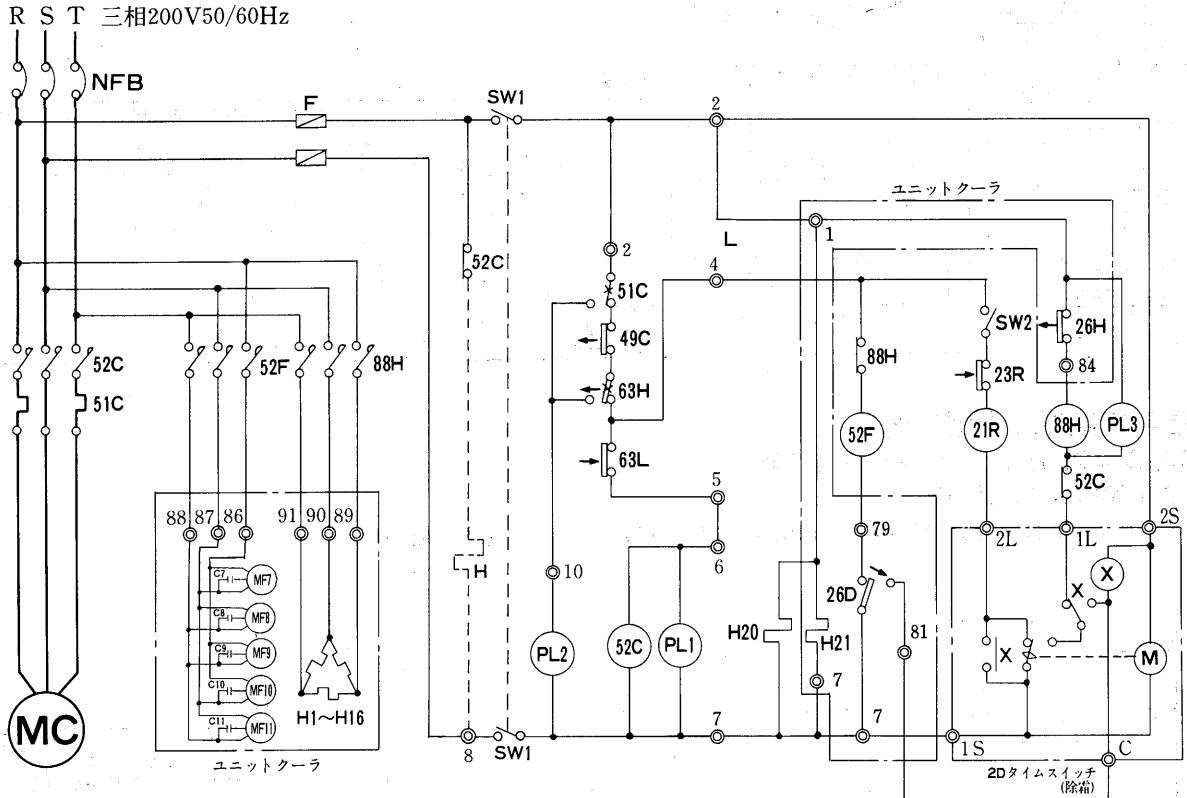 R S T 三相200V50/60Hz
NFB
F
SW1
2
ユニットクーラ
1
L
2
4
52C
51C
49C
SW2
26H
52C
52F
88H
63H
88H
23R
84
51C
52F
21R
88H
PL3
63L
52C
5
2S
88 87 86 91 90 89
79
2L
1L
6
H
10
X
C7 MF7
26D
X
C8 MF8
H20
H21
81
C9 MF9
PL2
52C
PL1
X
M
C10 MF10
7
C11 MF11
H1～H16
MC
8
SW1
7
7
1S
C
ユニットクーラ
2Dタイムスイッチ
(除霜)